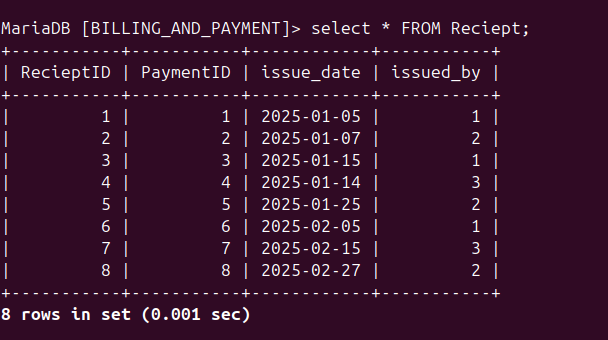 MariaDB [BILLING_AND_PAYMENT]> select * FROM Reciept;
+-----------+-----------+------------+-----------+
| RecieptID | PaymentID | issue_date | issued_by |
+-----------+-----------+------------+-----------+
|         1 |         1 | 2025-01-05 |         1 |
|         2 |         2 | 2025-01-07 |         2 |
|         3 |         3 | 2025-01-15 |         1 |
|         4 |         4 | 2025-01-14 |         3 |
|         5 |         5 | 2025-01-25 |         2 |
|         6 |         6 | 2025-02-05 |         1 |
|         7 |         7 | 2025-02-15 |         3 |
|         8 |         8 | 2025-02-27 |         2 |
+-----------+-----------+------------+-----------+
8 rows in set (0.001 sec)